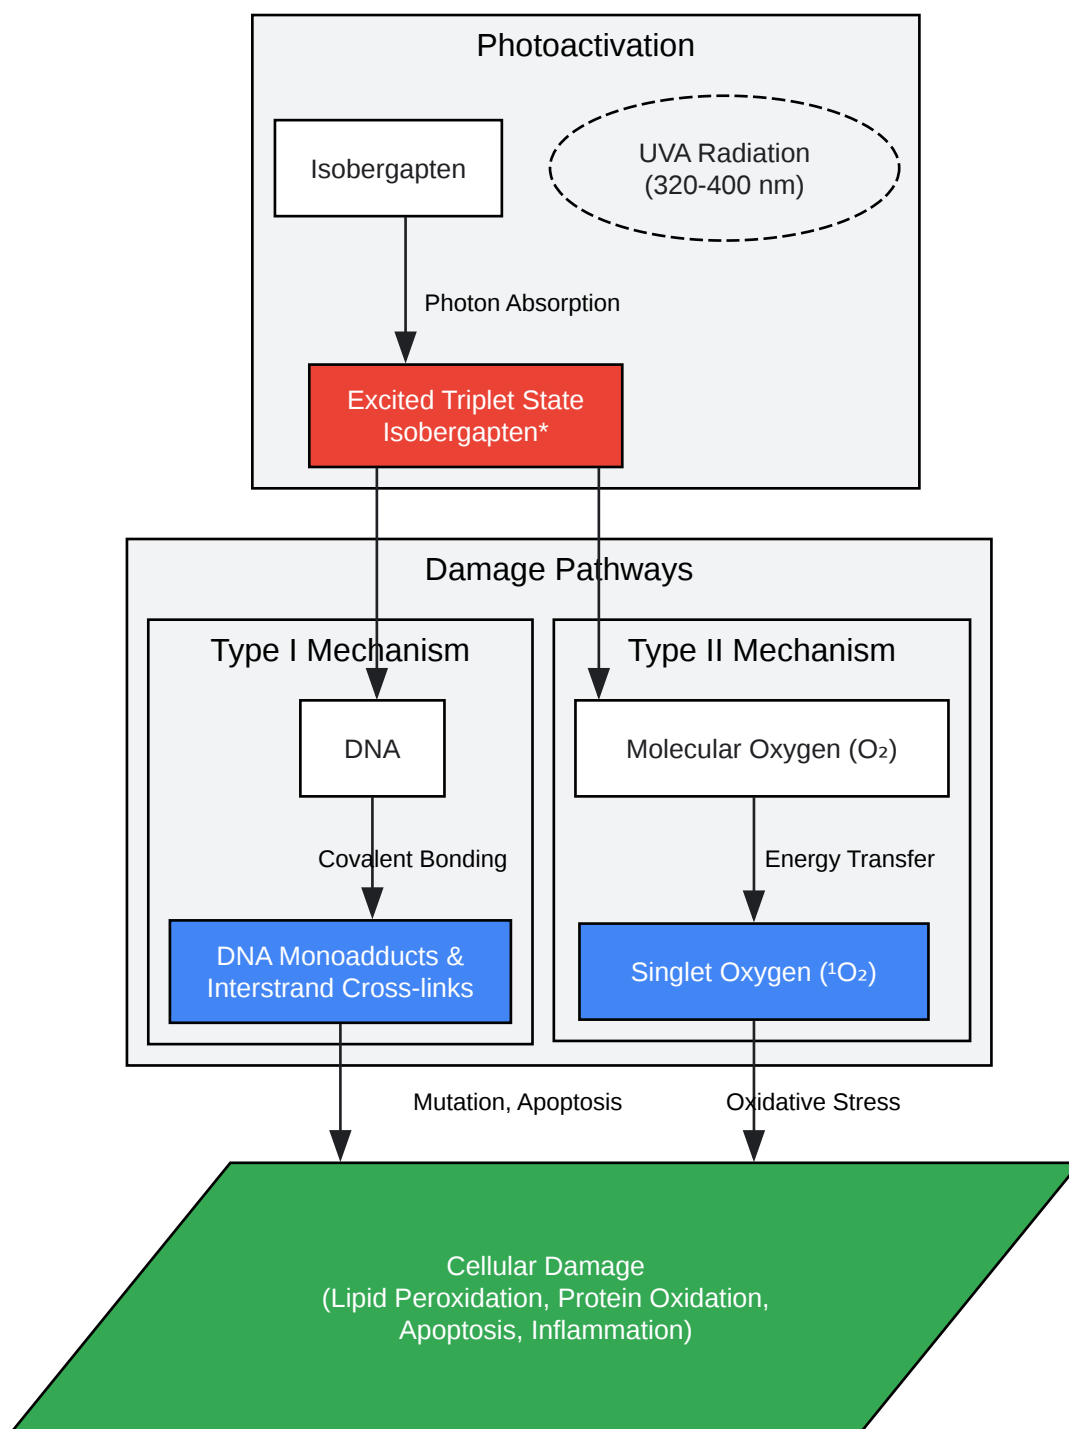 Photoactivation
Isobergapten
UVA Radiation
(320-400 nm)
Photon Absorption
Excited Triplet State
Isobergapten*
Damage Pathways
Type I Mechanism
Type II Mechanism
DNA
Molecular Oxygen (O₂)
Covalent Bonding
Energy Transfer
DNA Monoadducts &
Interstrand Cross-links
Singlet Oxygen (¹O₂)
Mutation, Apoptosis
Oxidative Stress
Cellular Damage
(Lipid Peroxidation, Protein Oxidation,
Apoptosis, Inflammation)